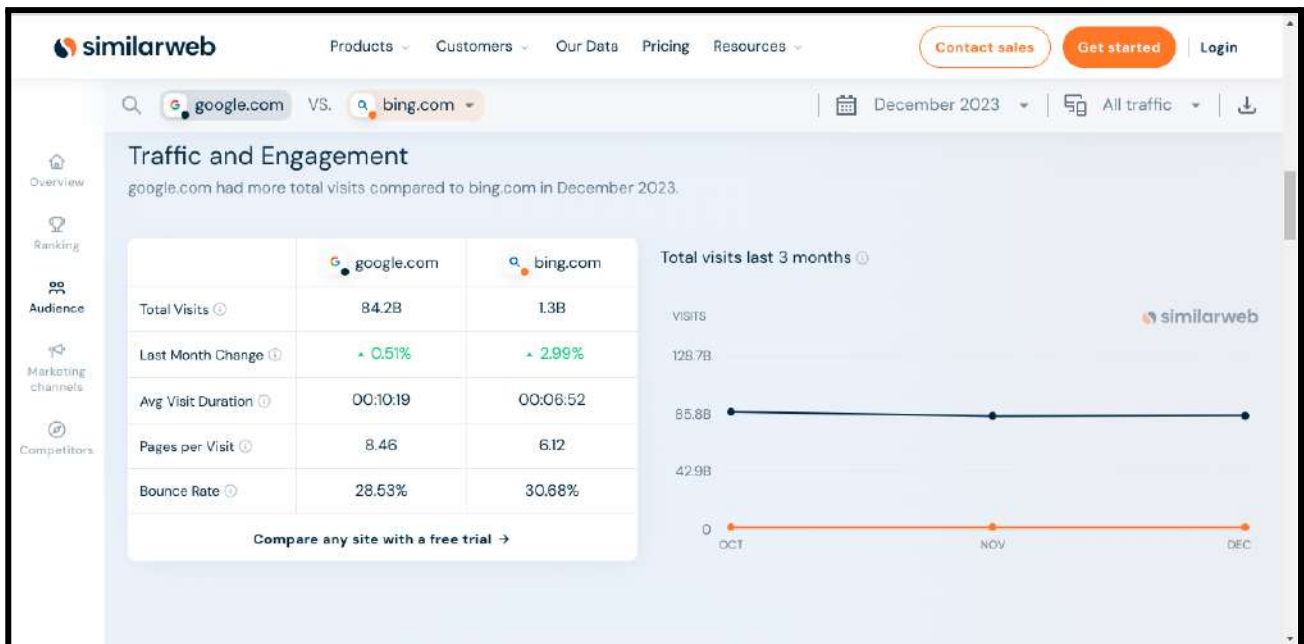 similarweb Products Customers Our Data Pricing Resources Contact sales Get started Login
google.com VS. bing.com December 2023 All traffic
Overview
Ranking
Audience
Marketing
channels
Competitors
Traffic and Engagement
google.com had more total visits compared to bing.com in December 2023.
google.com bing.com
Total Visits 84.2B 1.3B
Last Month Change 0.51% 2.99%
Avg Visit Duration 00:10:19 00:06:52
Pages per Visit 8.46 6.12
Bounce Rate 28.53% 30.68%
Compare any site with a free trial →
Total visits last 3 months
VISITS
similarweb
128.7B
85.8B
42.9B
0
OCT NOV DEC